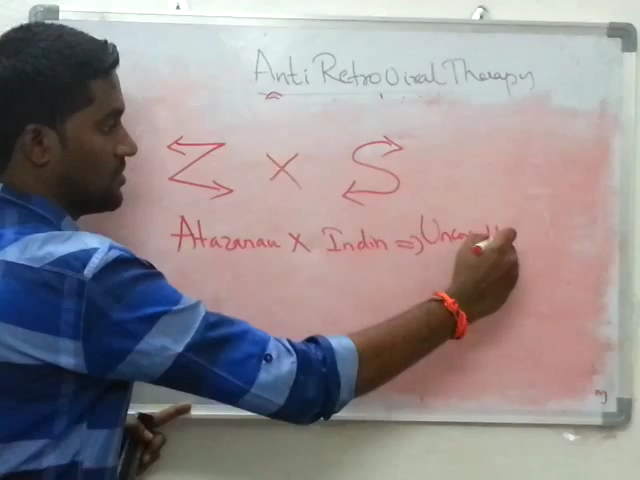 Anti Retroviral Therapy
Z X S
Atazanau X Indin =>